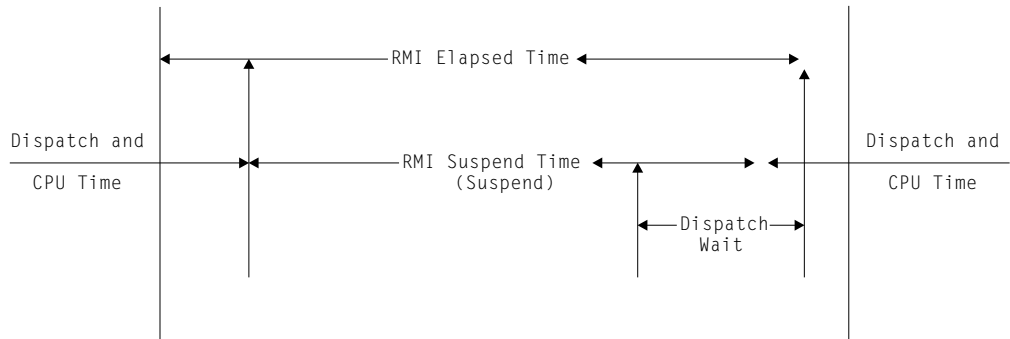 RMI Elapsed Time
Dispatch and
CPU Time
RMI Suspend Time
(Suspend)
Dispatch and
CPU Time
Dispatch
Wait